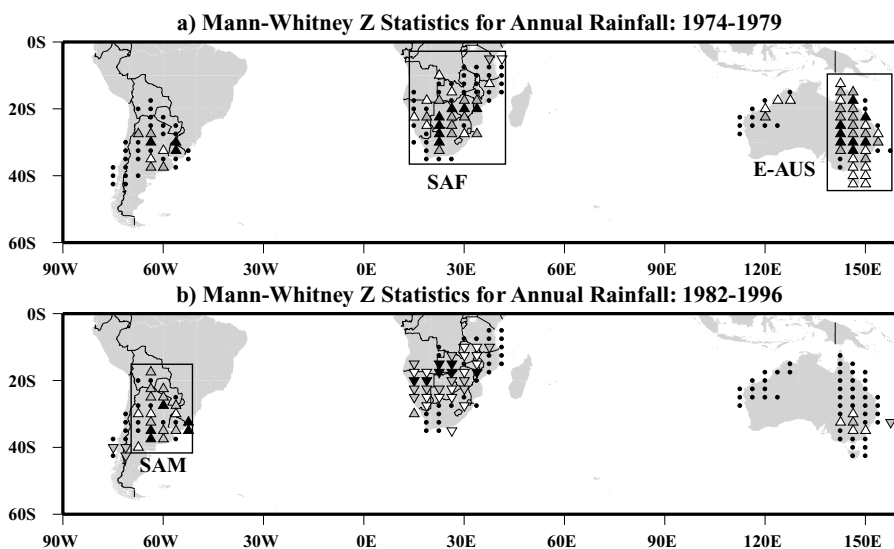 a) Mann-Whitney Z Statistics for Annual Rainfall: 1974-1979
0S
20S
40S
60S
SAF
E-AUS
90W 60W 30W 0E 30E 60E 90E 120E 150E
b) Mann-Whitney Z Statistics for Annual Rainfall: 1982-1996
0S
20S
40S
60S
SAM
90W 60W 30W 0E 30E 60E 90E 120E 150E